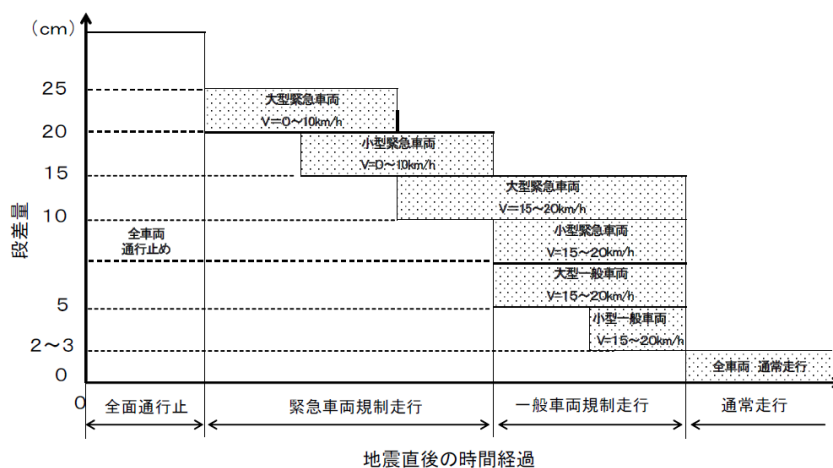 (cm)
25
大型緊急車両
V=0～10km/h
20
小型緊急車両
V=0～10km/h
15
大型緊急車両
V=15～20km/h
10
段差量
全車両
通行止め
小型緊急車両
V=15～20km/h
大型一般車両
V=15～20km/h
5
小型一般車両
V=15～20km/h
2～3
全車両 通常走行
0
0
全面通行止
緊急車両規制走行
一般車両規制走行
通常走行
地震直後の時間経過